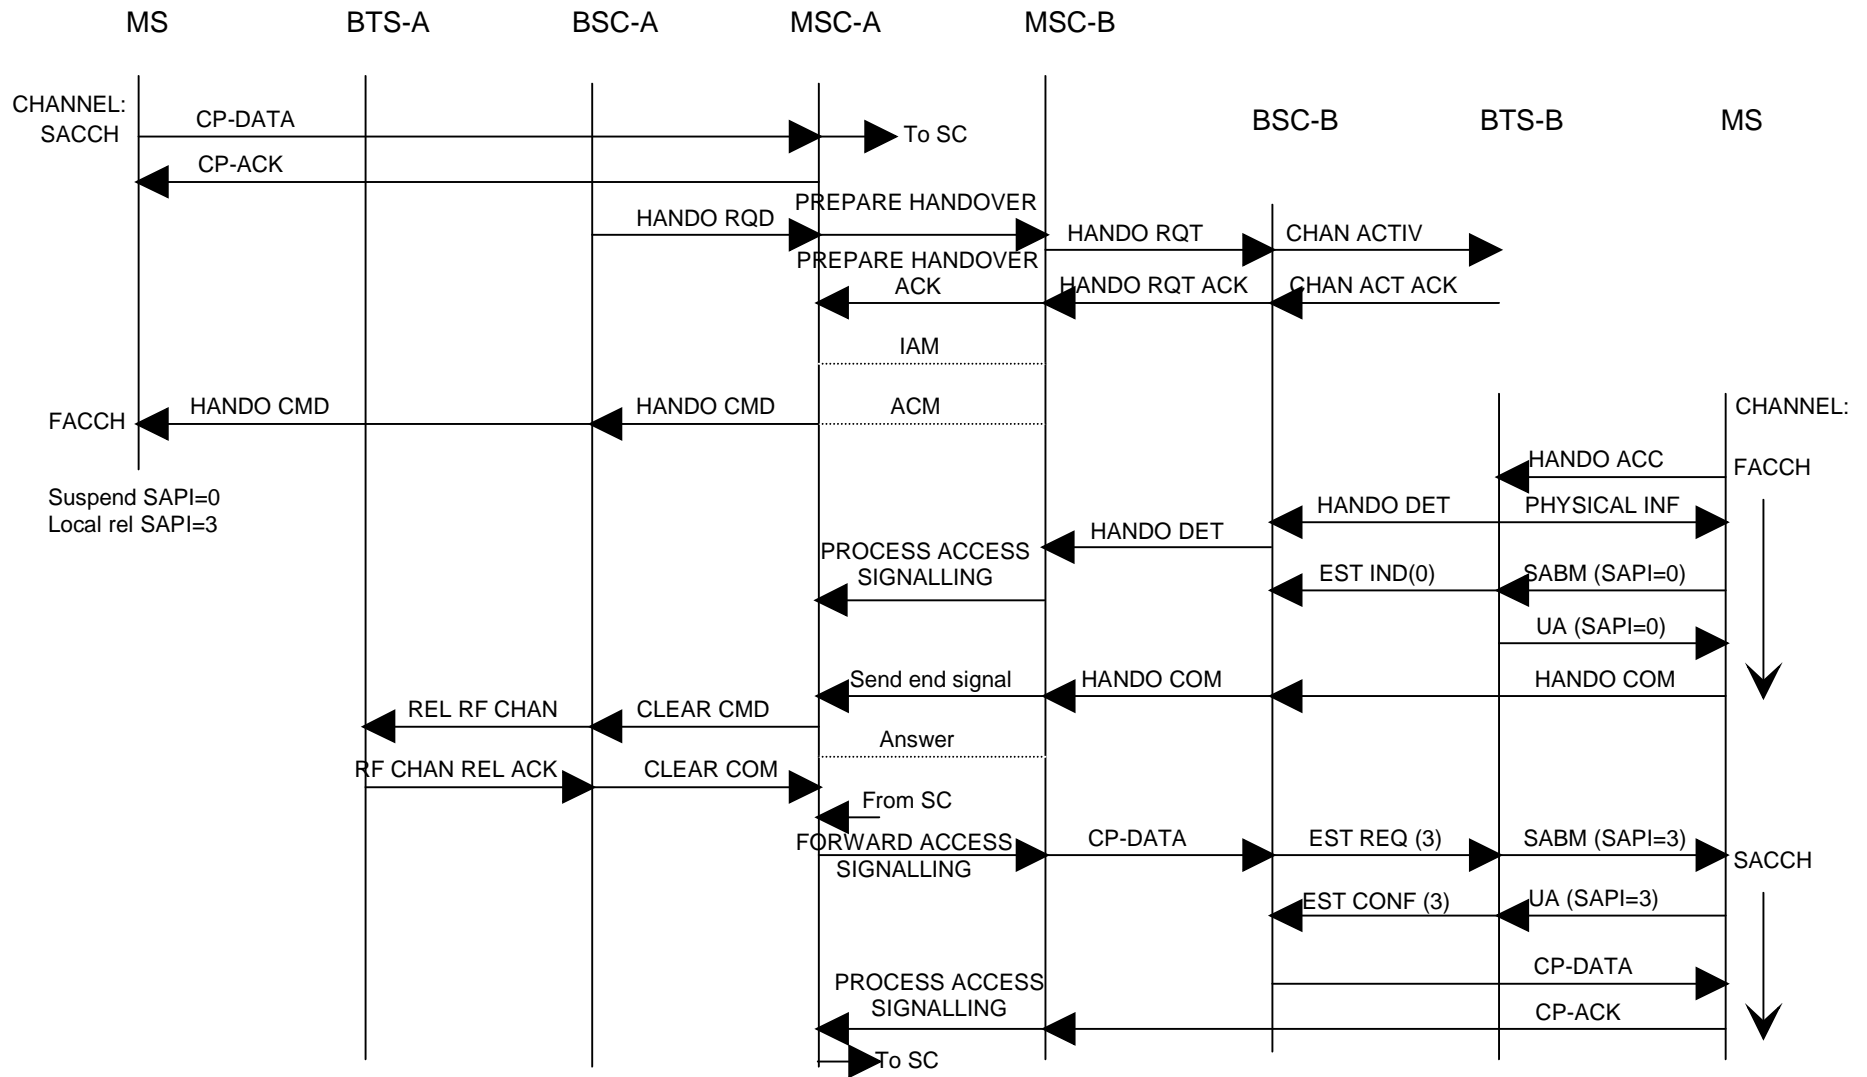 MS BTS-A BSC-A MSC-A MSC-B
BSC-B BTS-B MS
CHANNEL:
SACCH
CP-DATA
To SC
CP-ACK
HANDO RQD
PREPARE HANDOVER
HANDO RQT
CHAN ACTIV
PREPARE HANDOVER
ACK
HANDO RQT ACK
CHAN ACT ACK
IAM
FACCH
HANDO CMD
HANDO CMD
ACM
CHANNEL:
HANDO ACC
FACCH
Suspend SAPI=0
Local rel SAPI=3
HANDO DET
PHYSICAL INF
HANDO DET
PROCESS ACCESS
SIGNALLING
EST IND(0)
SABM (SAPI=0)
UA (SAPI=0)
Send end signal
HANDO COM
HANDO COM
REL RF CHAN
CLEAR CMD
Answer
RF CHAN REL ACK
CLEAR COM
From SC
FORWARD ACCESS
SIGNALLING
CP-DATA
EST REQ (3)
SABM (SAPI=3)
SACCH
EST CONF (3)
UA (SAPI=3)
CP-DATA
PROCESS ACCESS
SIGNALLING
CP-ACK
To SC